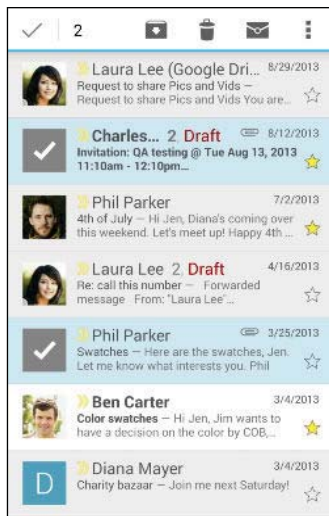 2
Laura Lee (Google Dri... 8/29/2013
Request to share Pics and Vids –
Request to share Pics and Vids You are...
Charles... 2, Draft 8/12/2013
Invitation: QA testing @ Tue Aug 13, 2013
11:10am - 12:10pm...
Phil Parker 7/2/2013
4th of July – Hi Jen, Diana's coming over
this weekend. Let's meet up! Happy 4th ...
Laura Lee 2, Draft 4/16/2013
Re: call this number – Forwarded
message From: "Laura Lee"...
Phil Parker 3/25/2013
Swatches – Here are the swatches, Jen.
Let me know what interests you. Phil
Ben Carter 3/4/2013
Color swatches – Hi Jen, Jim wants to
have a decision on the color by COB,...
D
Diana Mayer 3/4/2013
Charity bazaar – Join me next Saturday!